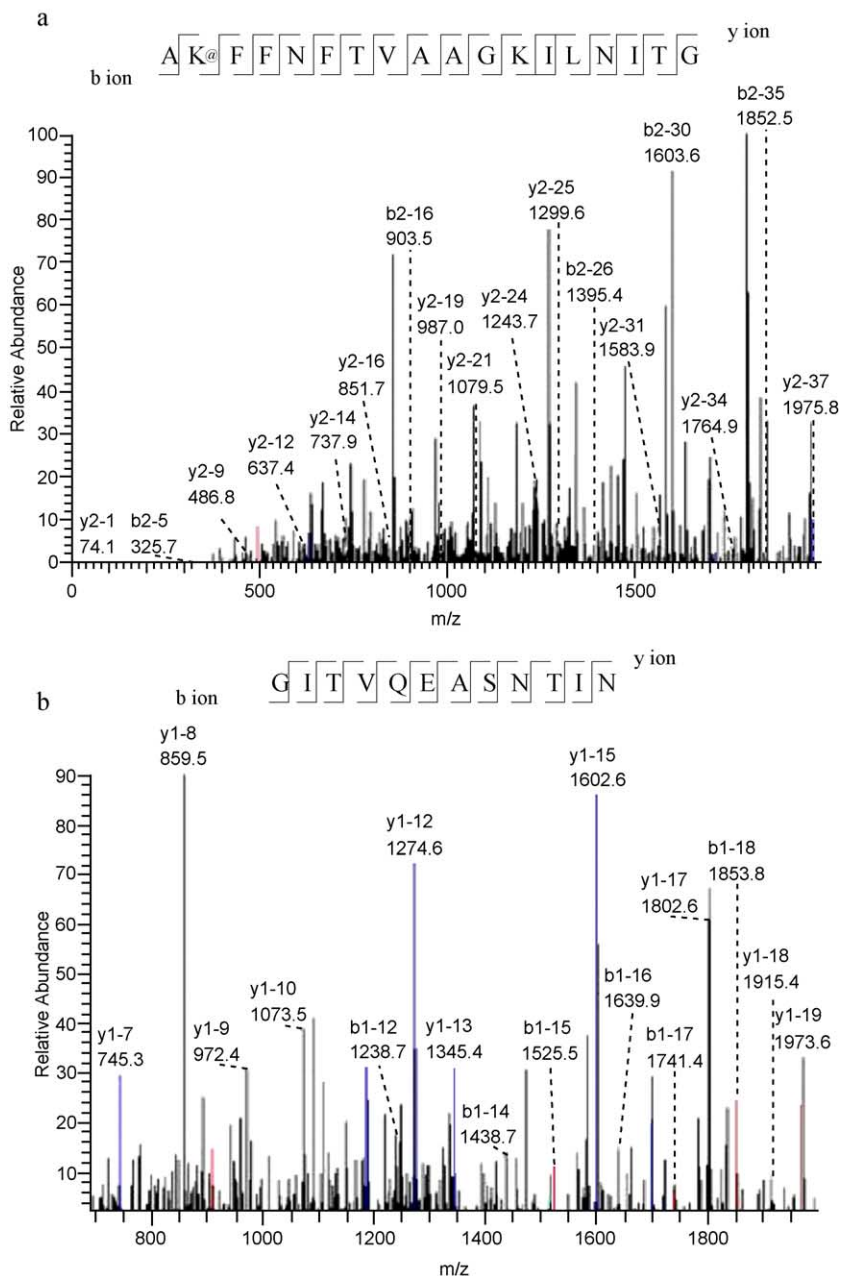 a
y ion
A K@ F F N F T V A A G K I L N I T G
b ion
b2-35
1852.5
b2-30
1603.6
y2-25
1299.6
b2-16
903.5
b2-26
1395.4
y2-19
987.0
y2-24
1243.7
y2-31
1583.9
y2-16
851.7
y2-21
1079.5
y2-37
1975.8
y2-34
1764.9
y2-14
737.9
y2-12
637.4
y2-9
486.8
y2-1
74.1
b2-5
325.7
100
90
80
70
60
50
40
30
20
10
0
Relative Abundance
0 500 1000 1500
m/z
y ion
G I T V Q E A S N T I N
b ion
b
y1-8
859.5
y1-15
1602.6
y1-12
1274.6
b1-18
1853.8
y1-17
1802.6
y1-18
1915.4
y1-10
1073.5
b1-16
1639.9
y1-19
1973.6
y1-7
745.3
y1-9
972.4
b1-12
1238.7
y1-13
1345.4
b1-15
1525.5
b1-17
1741.4
b1-14
1438.7
90
80
70
60
50
40
30
20
10
Relative Abundance
800 1000 1200 1400 1600 1800
m/z